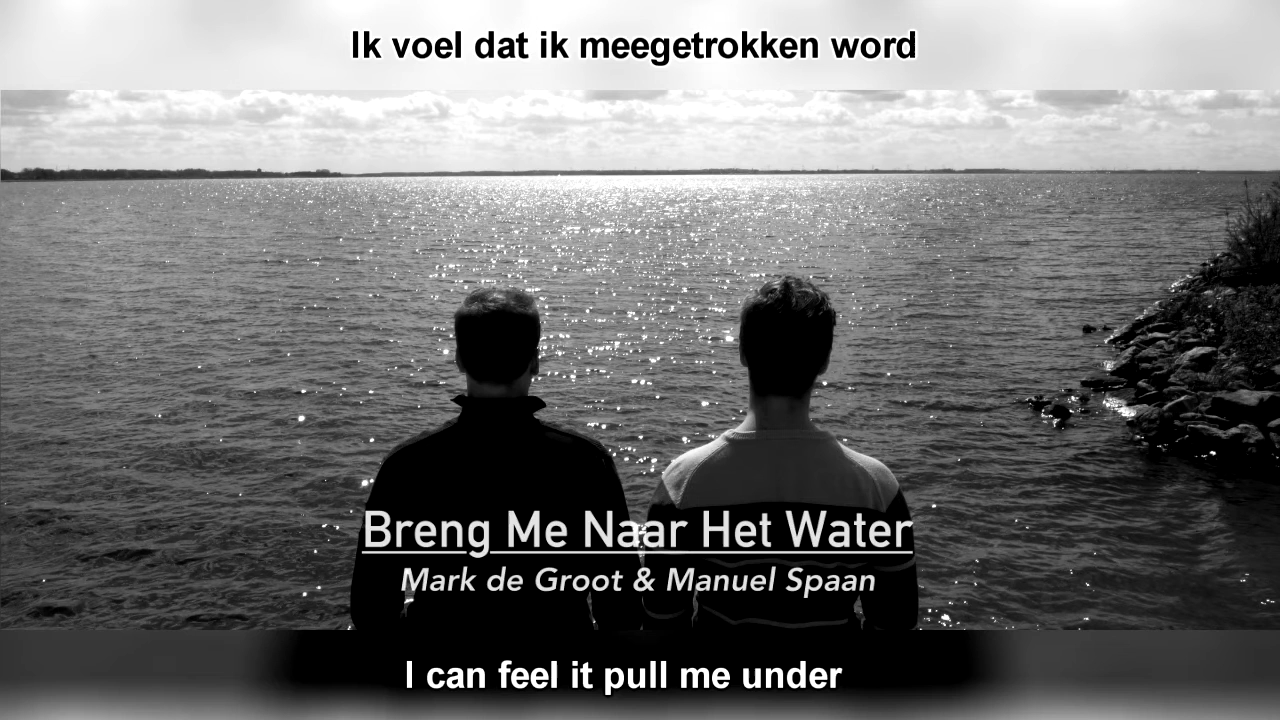 Ik voel dat ik meegetrokken word
Breng Me Naar Het Water
Mark de Groot & Manuel Spaan
I can feel it pull me under